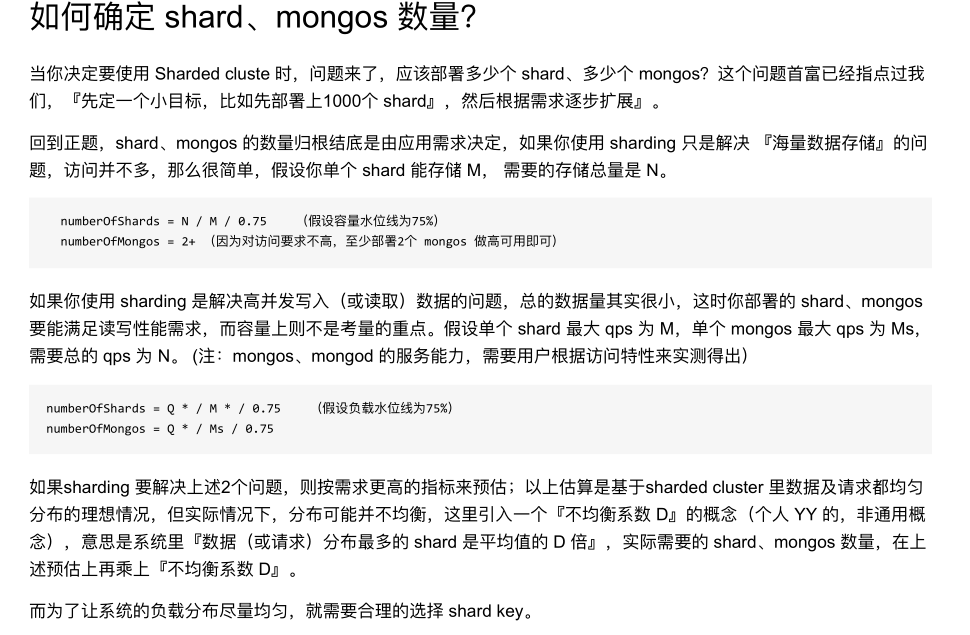 如何确定 shard、mongos 数量？
当你决定要使用 Sharded cluste 时，问题来了，应该部署多少个 shard、多少个 mongos？这个问题首富已经指点过我
们，『先定一个小目标，比如先部署上1000个 shard』，然后根据需求逐步扩展』。
回到正题，shard、mongos 的数量归根结底是由应用需求决定，如果你使用 sharding 只是解决 『海量数据存储』的问
题，访问并不多，那么很简单，假设你单个 shard 能存储 M， 需要的存储总量是 N。
numberOfShards = N / M / 0.75 （假设容量水位线为75%）
numberOfMongos = 2+ （因为对访问要求不高，至少部署2个 mongos 做高可用即可）
如果你使用 sharding 是解决高并发写入（或读取）数据的问题，总的数据量其实很小，这时你部署的 shard、mongos
要能满足读写性能需求，而容量上则不是考量的重点。假设单个 shard 最大 qps 为 M，单个 mongos 最大 qps 为 Ms，
需要总的 qps 为 N。 (注：mongos、mongod 的服务能力，需要用户根据访问特性来实测得出）
numberOfShards = Q * / M * / 0.75 （假设负载水位线为75%）
numberOfMongos = Q * / Ms / 0.75
如果sharding 要解决上述2个问题，则按需求更高的指标来预估；以上估算是基于sharded cluster 里数据及请求都均匀
分布的理想情况，但实际情况下，分布可能并不均衡，这里引入一个『不均衡系数 D』的概念（个人 YY 的，非通用概
念），意思是系统里『数据（或请求）分布最多的 shard 是平均值的 D 倍』，实际需要的 shard、mongos 数量，在上
述预估上再乘上『不均衡系数 D』。
而为了让系统的负载分布尽量均匀，就需要合理的选择 shard key。